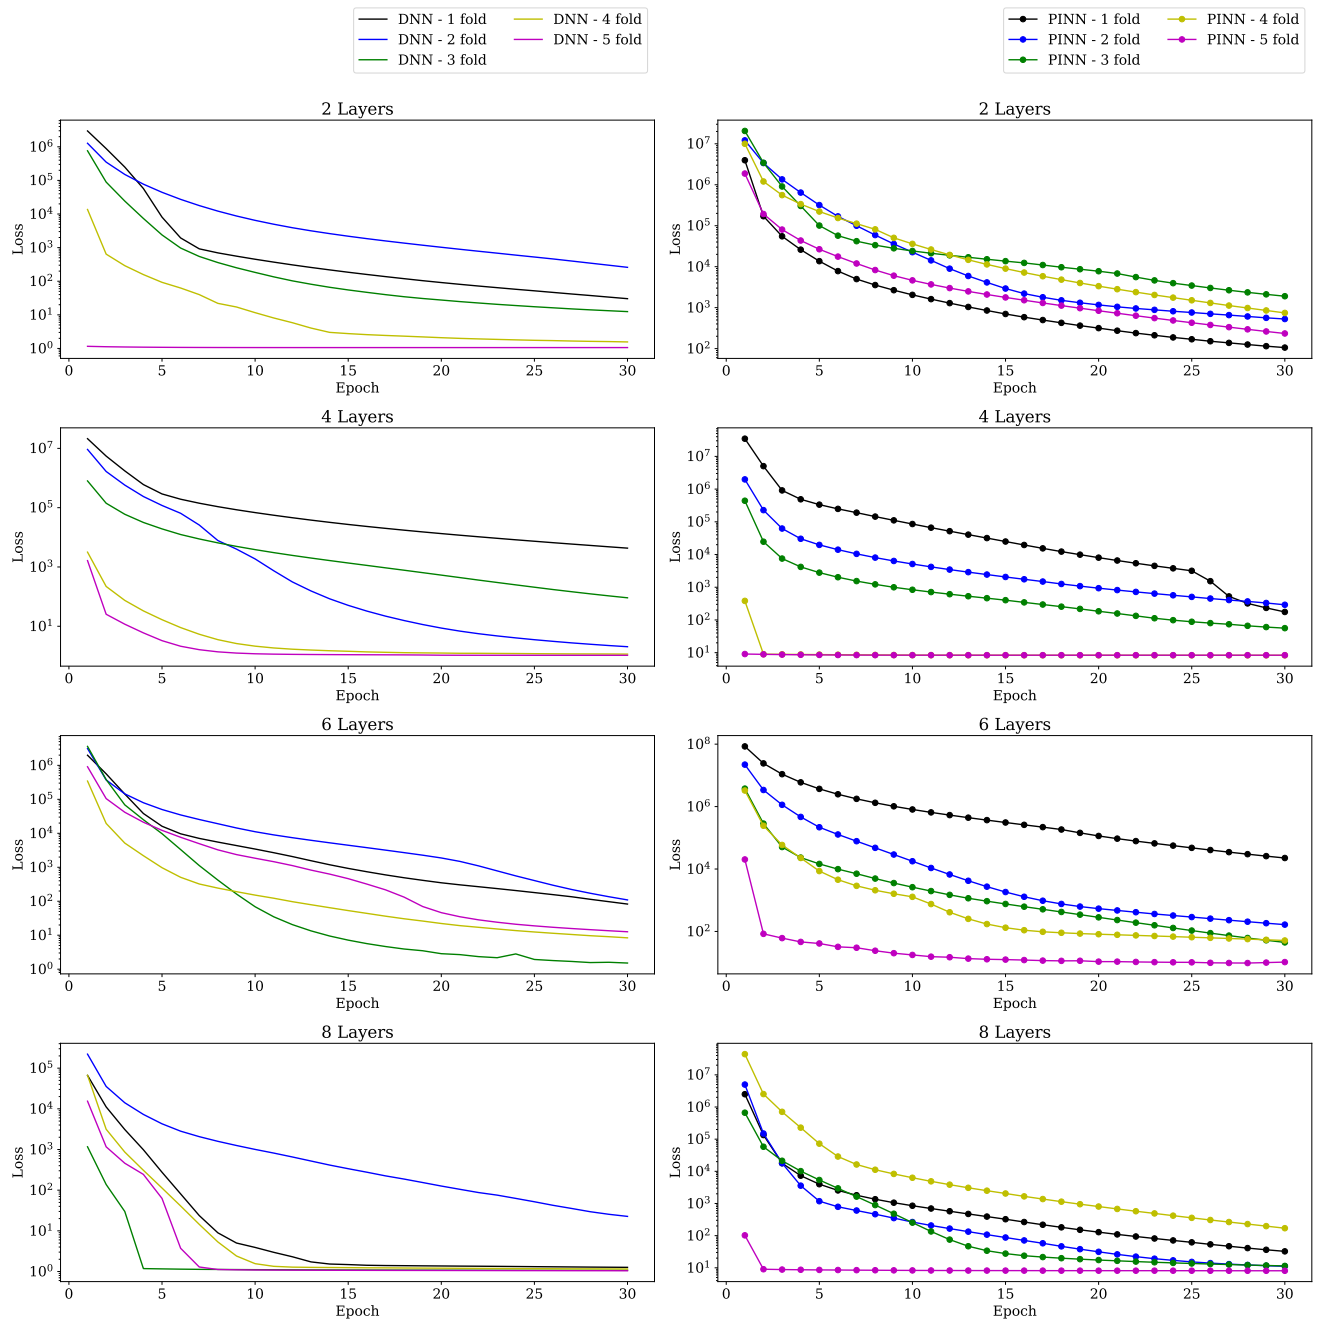 DNN - 1 fold
DNN - 2 fold
DNN - 3 fold
DNN - 4 fold
DNN - 5 fold
PINN - 1 fold
PINN - 2 fold
PINN - 3 fold
PINN - 4 fold
PINN - 5 fold
2 Layers
Loss
10^6
10^5
10^4
10^3
10^2
10^1
10^0
0 5 10 15 20 25 30
Epoch
2 Layers
Loss
10^7
10^6
10^5
10^4
10^3
10^2
0 5 10 15 20 25 30
Epoch
4 Layers
Loss
10^7
10^5
10^3
10^1
0 5 10 15 20 25 30
Epoch
4 Layers
Loss
10^7
10^6
10^5
10^4
10^3
10^2
10^1
0 5 10 15 20 25 30
Epoch
6 Layers
Loss
10^6
10^5
10^4
10^3
10^2
10^1
10^0
0 5 10 15 20 25 30
Epoch
6 Layers
Loss
10^8
10^6
10^4
10^2
0 5 10 15 20 25 30
Epoch
8 Layers
Loss
10^5
10^4
10^3
10^2
10^1
10^0
0 5 10 15 20 25 30
Epoch
8 Layers
Loss
10^7
10^6
10^5
10^4
10^3
10^2
10^1
0 5 10 15 20 25 30
Epoch